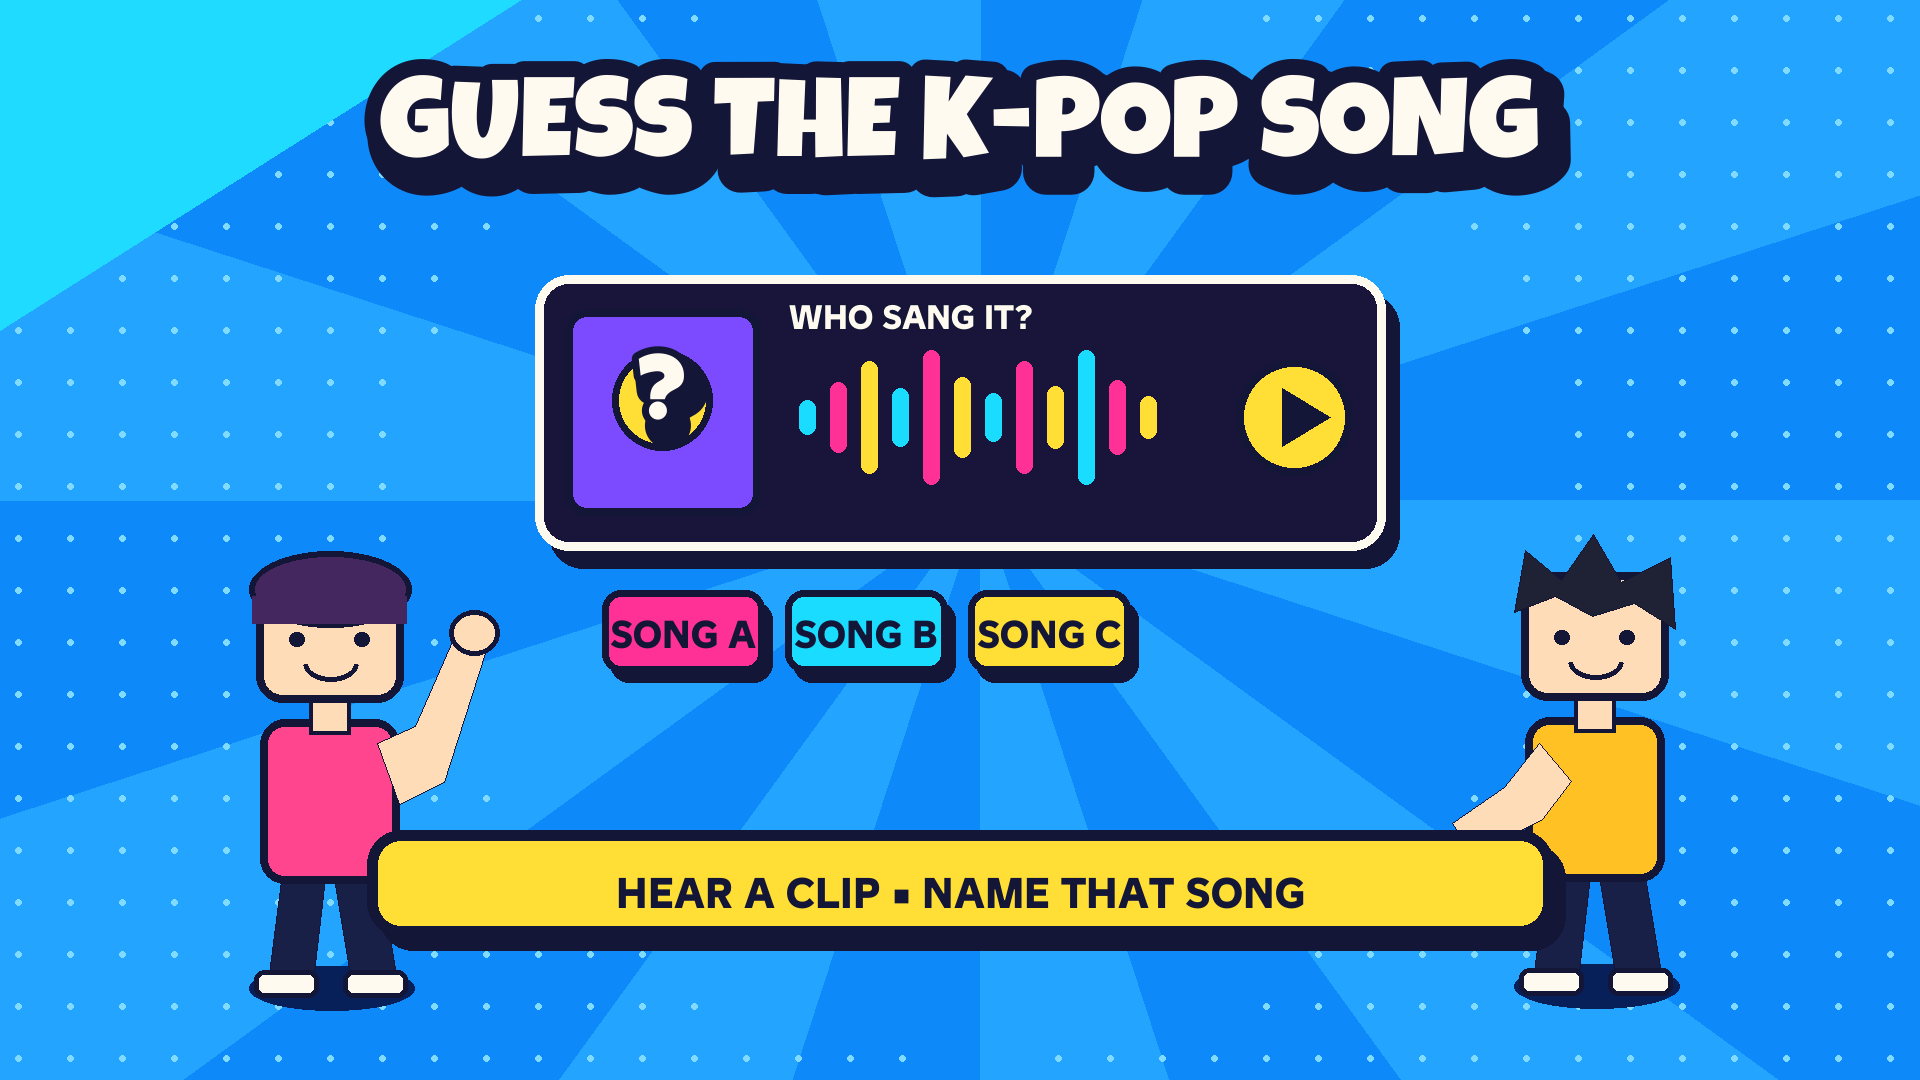 GUESS THE K-POP SONG
WHO SANG IT?
?
SONG A
SONG B
SONG C
HEAR A CLIP ▪ NAME THAT SONG